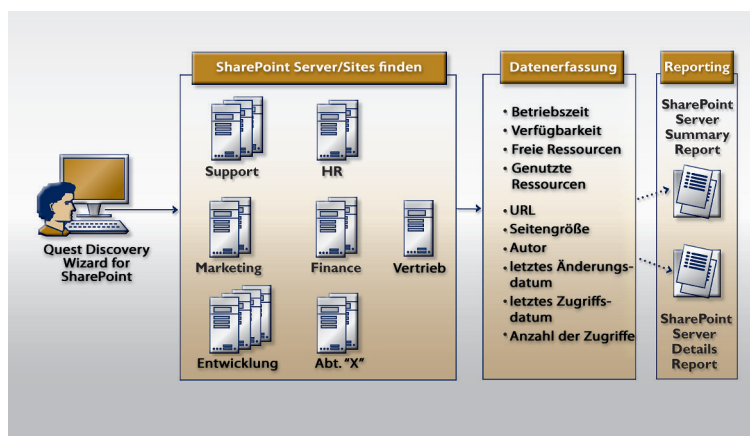 SharePoint Server/Sites finden
Datenerfassung
Reporting
Quest Discovery
Wizard for
SharePoint
Support
HR
Marketing
Finance
Vertrieb
Entwicklung
Abt. "X"
• Betriebszeit
• Verfügbarkeit
• Freie Ressourcen
• Genutzte
Ressourcen
• URL
• Seitengröße
• Autor
• letztes Änderungs-
datum
• letztes Zugriffs-
datum
• Anzahl der Zugriffe
SharePoint
Server
Summary
Report
SharePoint
Server
Details
Report